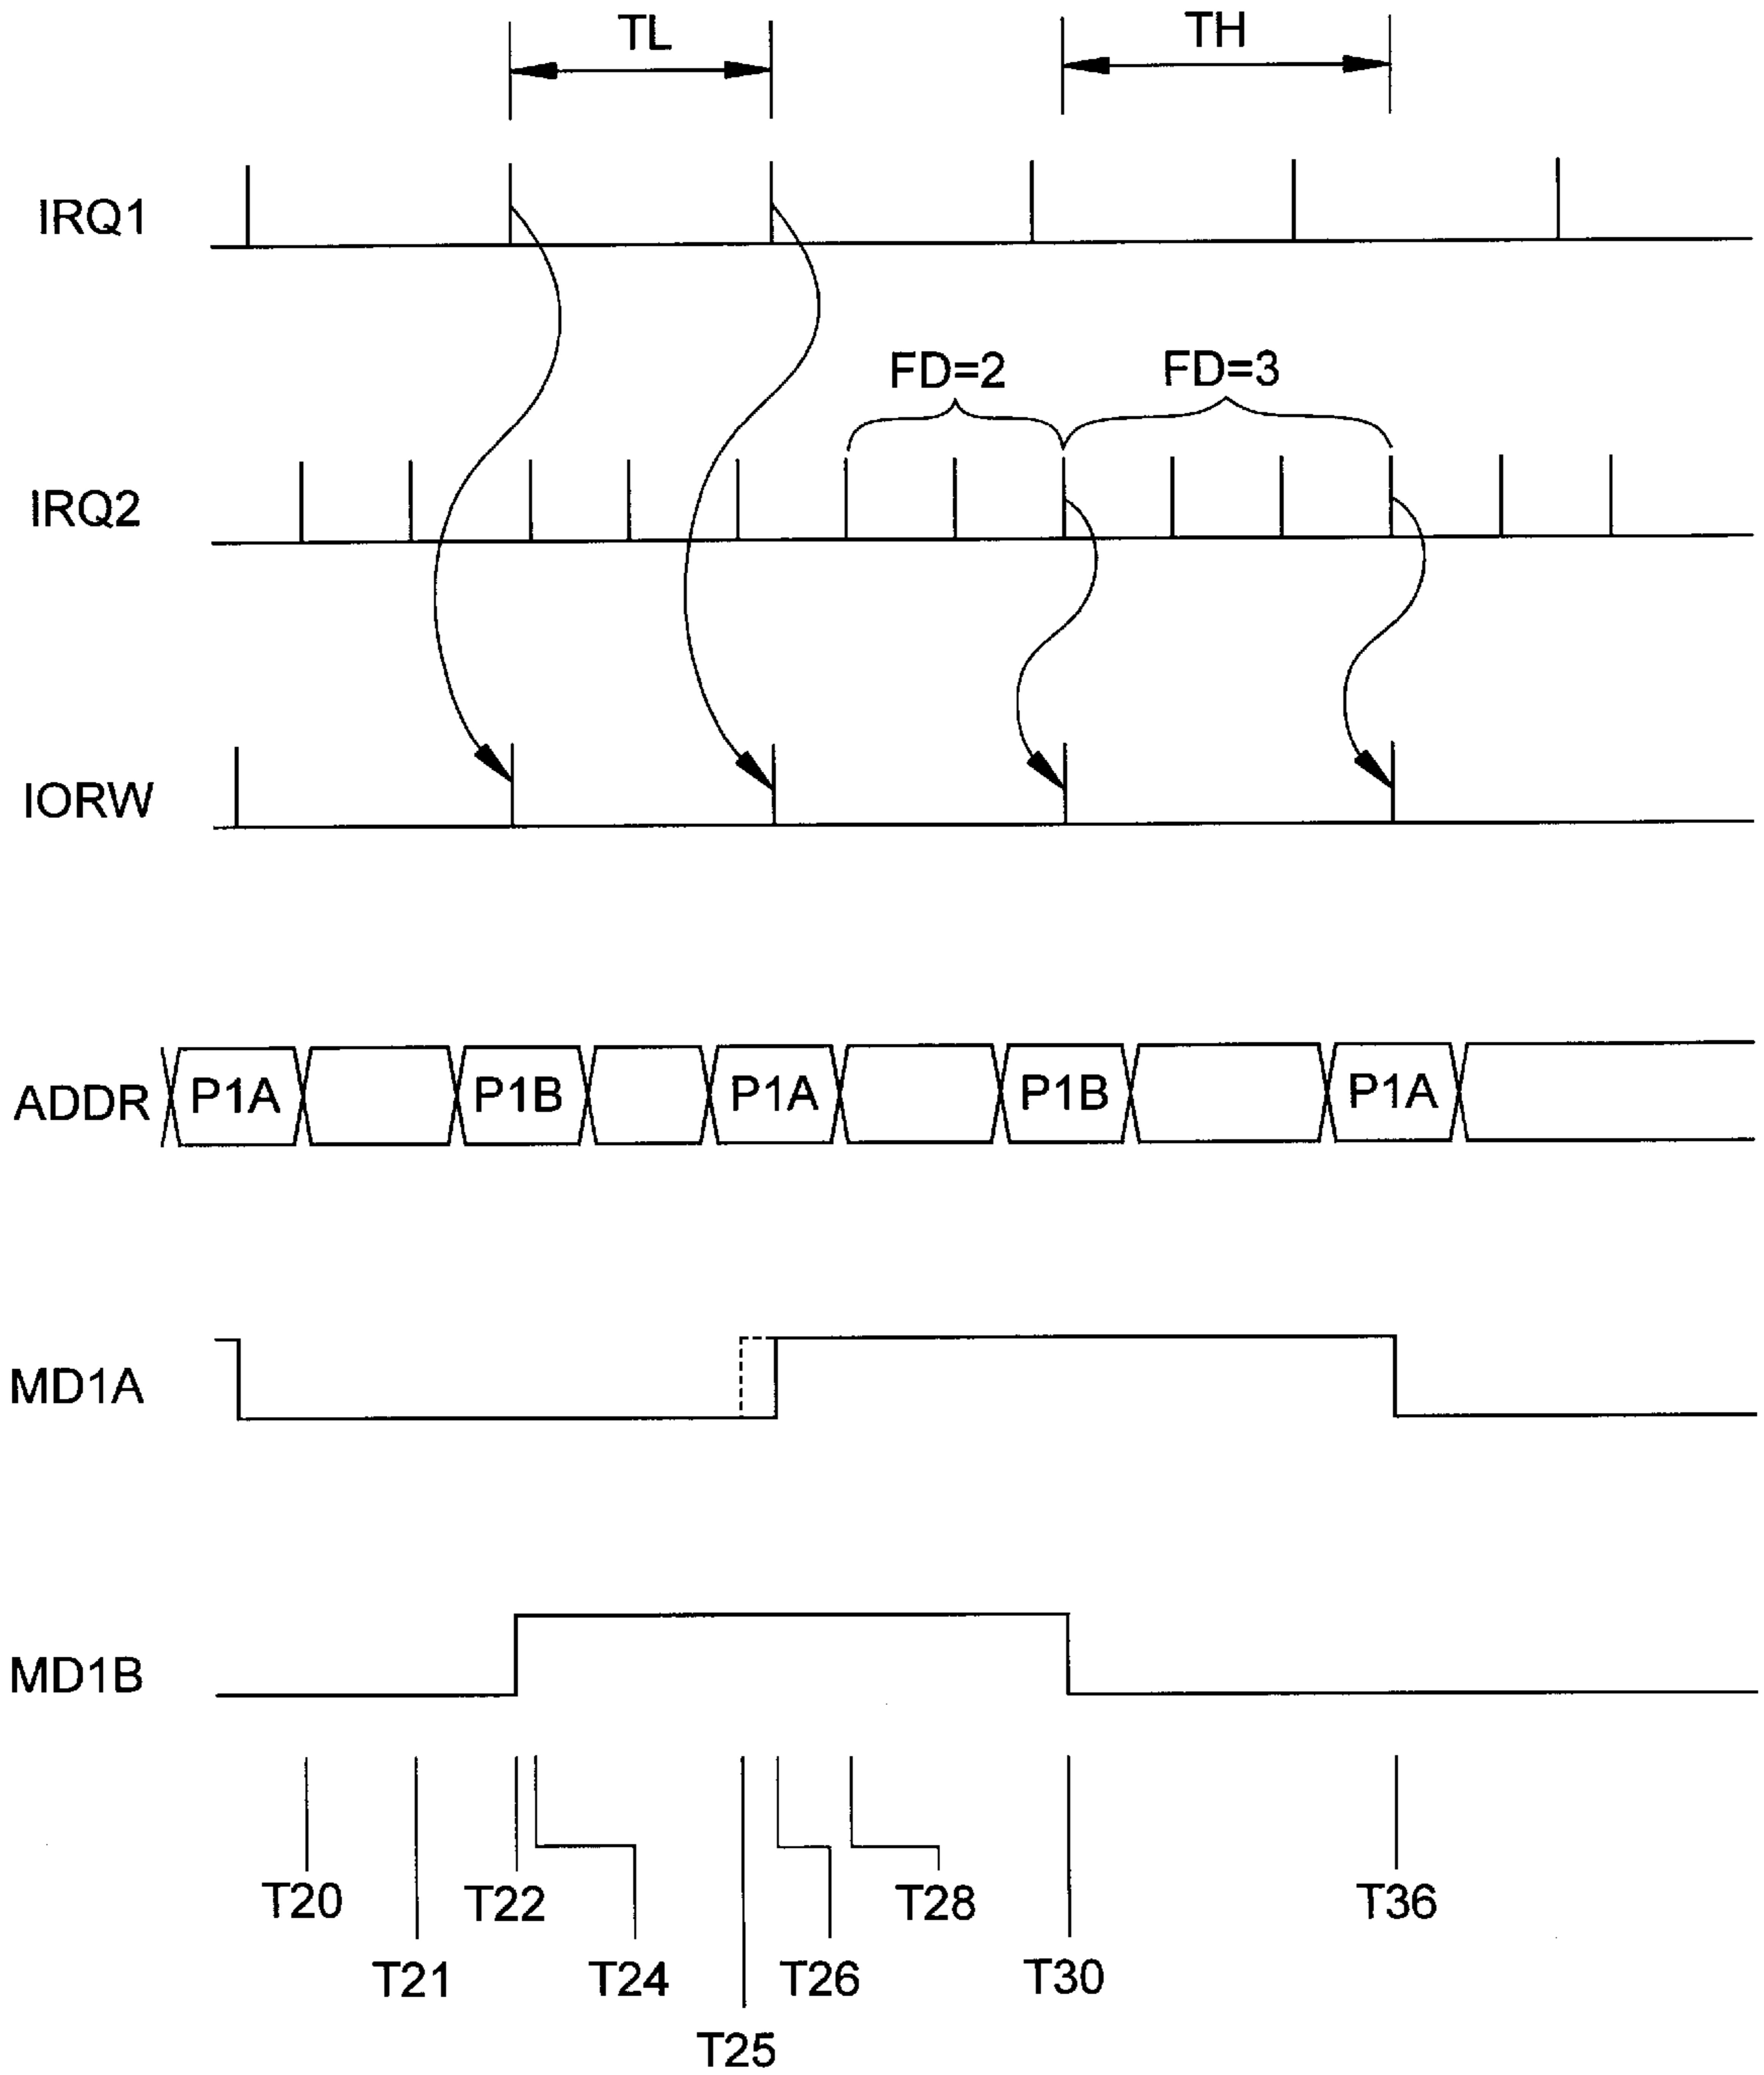 TL TH
IRQ1
FD=2 FD=3
IRQ2
IORW
ADDR P1A P1B P1A P1B P1A
MD1A
MD1B
T20 T22 T28 T36
T21 T24 T26 T30
T25